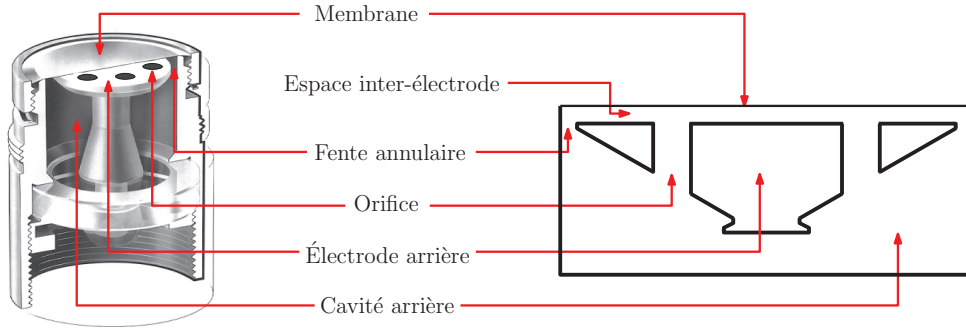 Membrane
Espace inter-électrode
Fente annulaire
Orifice
Électrode arrière
Cavité arrière